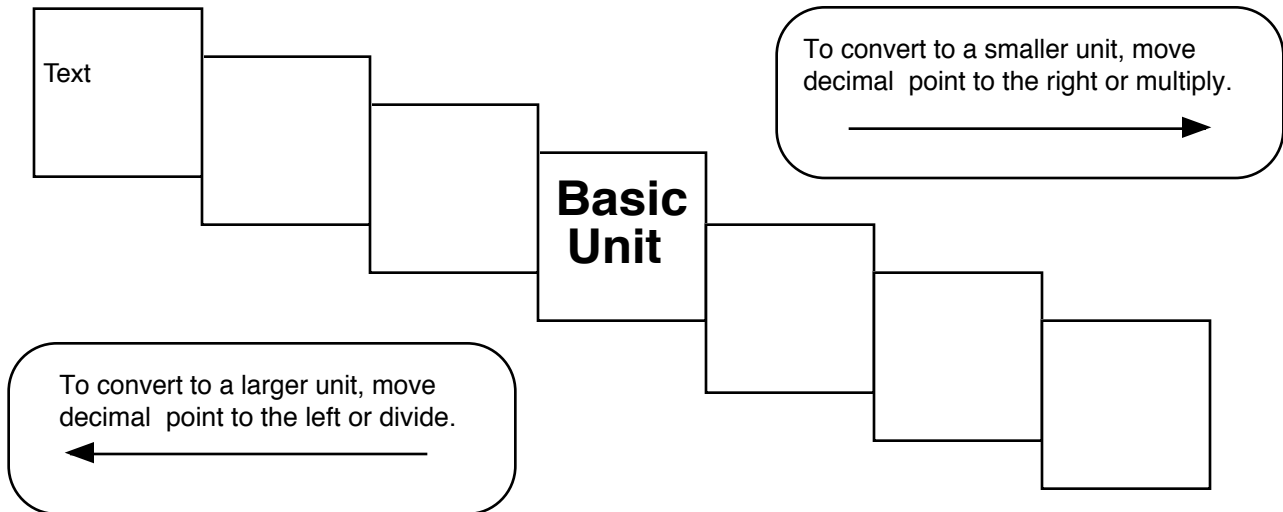 Text
To convert to a smaller unit, move
decimal  point to the right or multiply.
Basic
Unit
To convert to a larger unit, move
decimal  point to the left or divide.